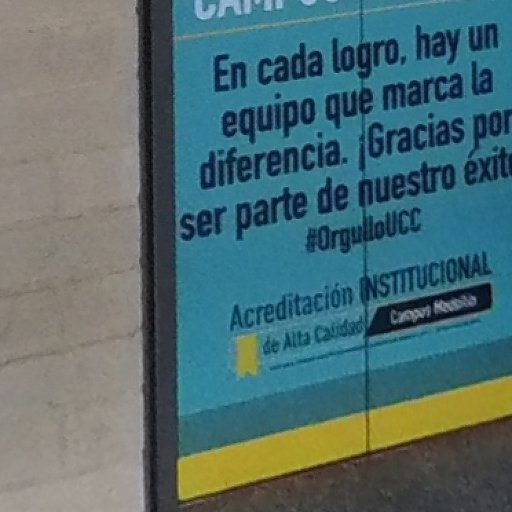 En cada logro, hay un
equipo que marca la
diferencia. ¡Gracias por
ser parte de nuestro éxito
#OrgulloUCC
Acreditación INSTITUCIONAL
de Alta Calidad Campus Medellín